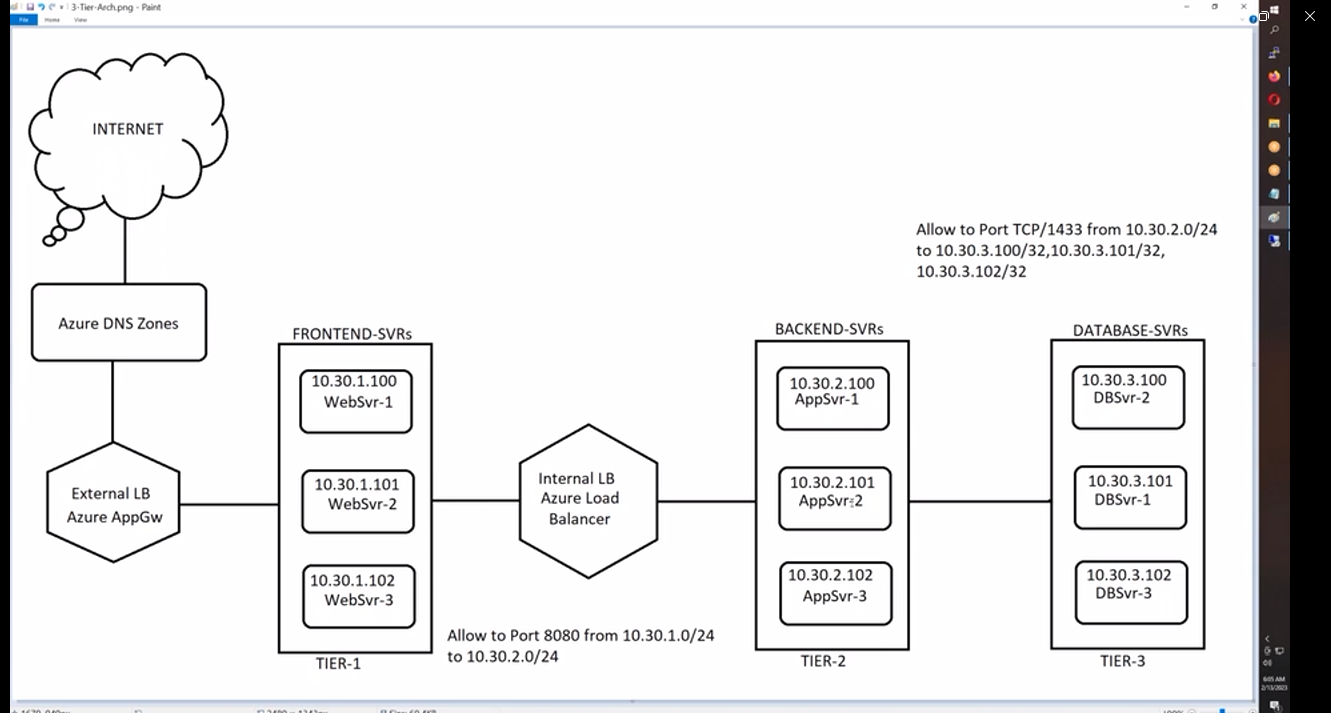 3-Tier-Arch.png - Paint
File Home View
INTERNET
Azure DNS Zones
External LB
Azure AppGw
FRONTEND-SVRs
10.30.1.100
WebSvr-1
10.30.1.101
WebSvr-2
10.30.1.102
WebSvr-3
TIER-1
Internal LB
Azure Load
Balancer
Allow to Port 8080 from 10.30.1.0/24
to 10.30.2.0/24
BACKEND-SVRs
10.30.2.100
AppSvr-1
10.30.2.101
AppSvr-2
10.30.2.102
AppSvr-3
TIER-2
Allow to Port TCP/1433 from 10.30.2.0/24
to 10.30.3.100/32,10.30.3.101/32,
10.30.3.102/32
DATABASE-SVRs
10.30.3.100
DBSvr-2
10.30.3.101
DBSvr-1
10.30.3.102
DBSvr-3
TIER-3
6:05 AM
2/13/2023